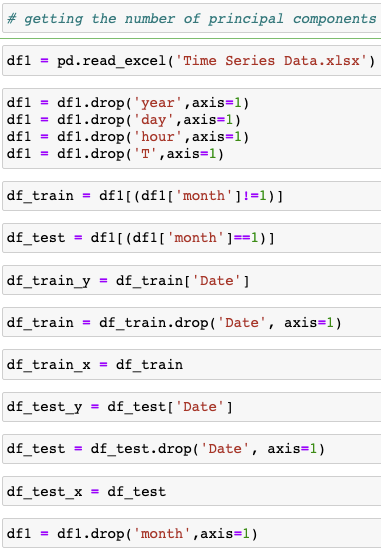 # getting the number of principal components
df1 = pd.read_excel('Time Series Data.xlsx')
df1 = df1.drop('year',axis=1)
df1 = df1.drop('day',axis=1)
df1 = df1.drop('hour',axis=1)
df1 = df1.drop('T',axis=1)
df_train = df1[(df1['month']!=1)]
df_test = df1[(df1['month']==1)]
df_train_y = df_train['Date']
df_train = df_train.drop('Date', axis=1)
df_train_x = df_train
df_test_y = df_test['Date']
df_test = df_test.drop('Date', axis=1)
df_test_x = df_test
df1 = df1.drop('month',axis=1)